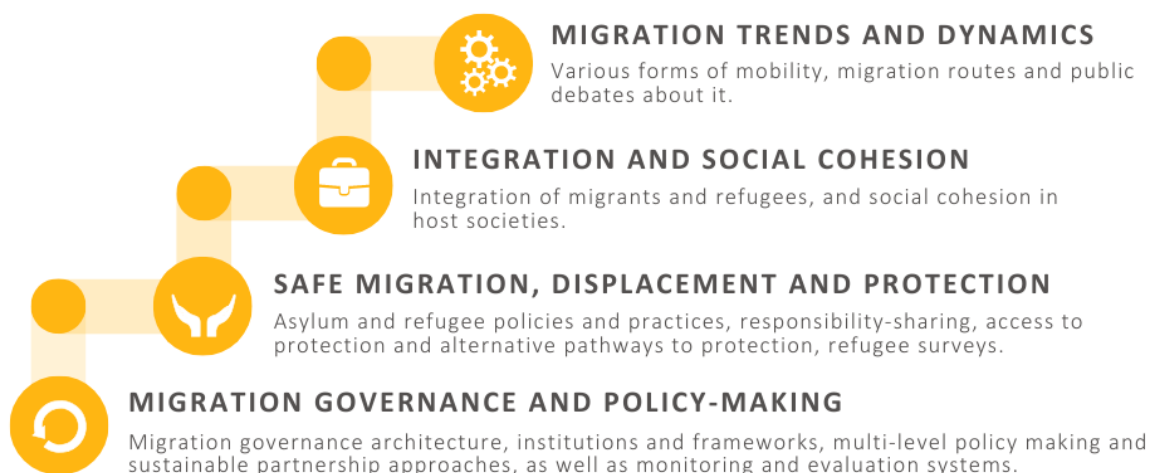 MIGRATION TRENDS AND DYNAMICS
Various forms of mobility, migration routes and public
debates about it.
INTEGRATION AND SOCIAL COHESION
Integration of migrants and refugees, and social cohesion in
host societies.
SAFE MIGRATION, DISPLACEMENT AND PROTECTION
Asylum and refugee policies and practices, responsibility-sharing, access to
protection and alternative pathways to protection, refugee surveys.
MIGRATION GOVERNANCE AND POLICY-MAKING
Migration governance architecture, institutions and frameworks, multi-level policy making and
sustainable partnership approaches, as well as monitoring and evaluation systems.